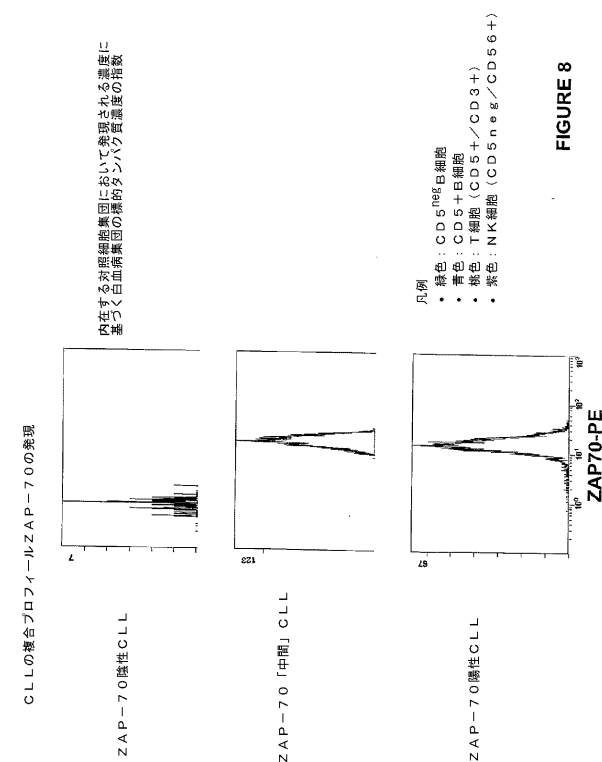 CLLの複合プロフィールZAP-70の発現
ZAP-70陰性CLL
7
内在する対照細胞集団において発現される濃度に
基づく白血病集団の標的タンパク質濃度の指数
ZAP-70「中間」CLL
123
ZAP-70陽性CLL
67
10⁰ 10¹ 10² 10³
ZAP70-PE
凡例
• 緑色：CD5ⁿᵉᵍB細胞
• 青色：CD5+B細胞
• 桃色：T細胞（CD5+/CD3+）
• 紫色：NK細胞（CD5neg/CD56+）
FIGURE 8